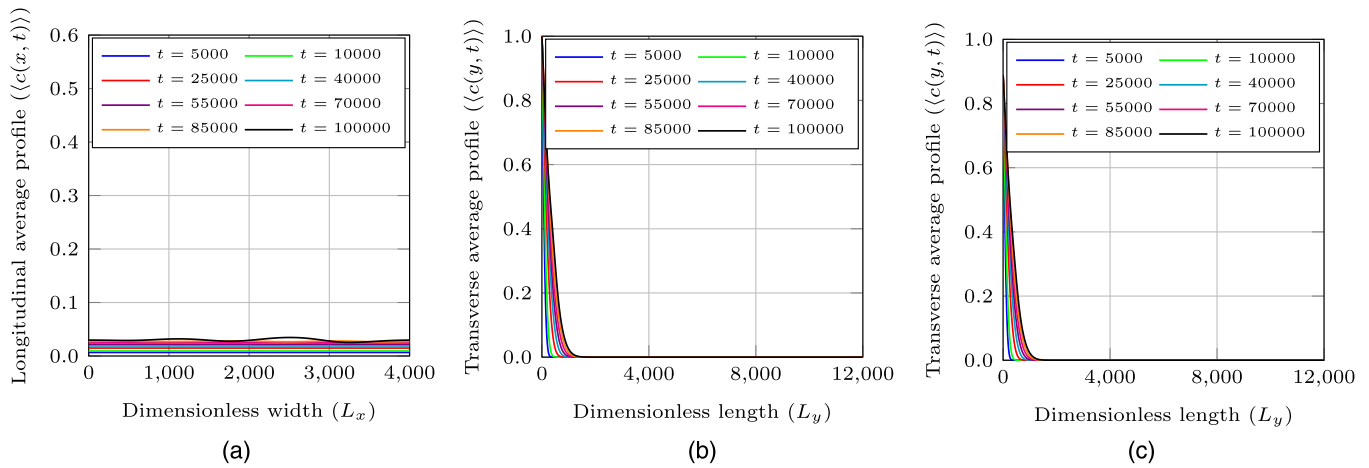 Longitudinal average profile (⟨c(x, t)⟩)
0.6
0.5
0.4
0.3
0.2
0.1
0.0
t = 5000 t = 10000
t = 25000 t = 40000
t = 55000 t = 70000
t = 85000 t = 100000
0 1,000 2,000 3,000 4,000
Dimensionless width (Lₓ)
(a)
Transverse average profile (⟨c(y, t)⟩)
1.0
0.8
0.6
0.4
0.2
0.0
t = 5000 t = 10000
t = 25000 t = 40000
t = 55000 t = 70000
t = 85000 t = 100000
0 4,000 8,000 12,000
Dimensionless length (L_y)
(b)
Transverse average profile (⟨c(y, t)⟩)
1.0
0.8
0.6
0.4
0.2
0.0
t = 5000 t = 10000
t = 25000 t = 40000
t = 55000 t = 70000
t = 85000 t = 100000
0 4,000 8,000 12,000
Dimensionless length (L_y)
(c)